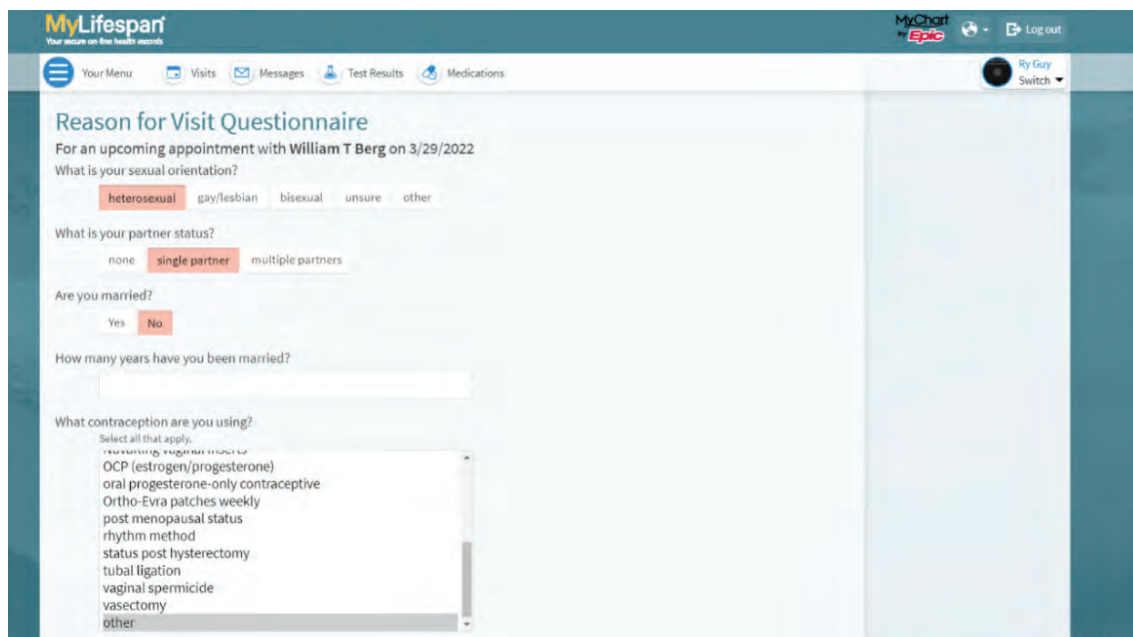 MyLifespan
Your secure on-line health records
MyChart
by Epic
Log out
Your Menu Visits Messages Test Results Medications
Ry Guy
Switch
Reason for Visit Questionnaire
For an upcoming appointment with William T Berg on 3/29/2022
What is your sexual orientation?
heterosexual gay/lesbian bisexual unsure other
What is your partner status?
none single partner multiple partners
Are you married?
Yes No
How many years have you been married?
What contraception are you using?
Select all that apply.
vaginal inserts
OCP (estrogen/progesterone)
oral progesterone-only contraceptive
Ortho-Evra patches weekly
post menopausal status
rhythm method
status post hysterectomy
tubal ligation
vaginal spermicide
vasectomy
other